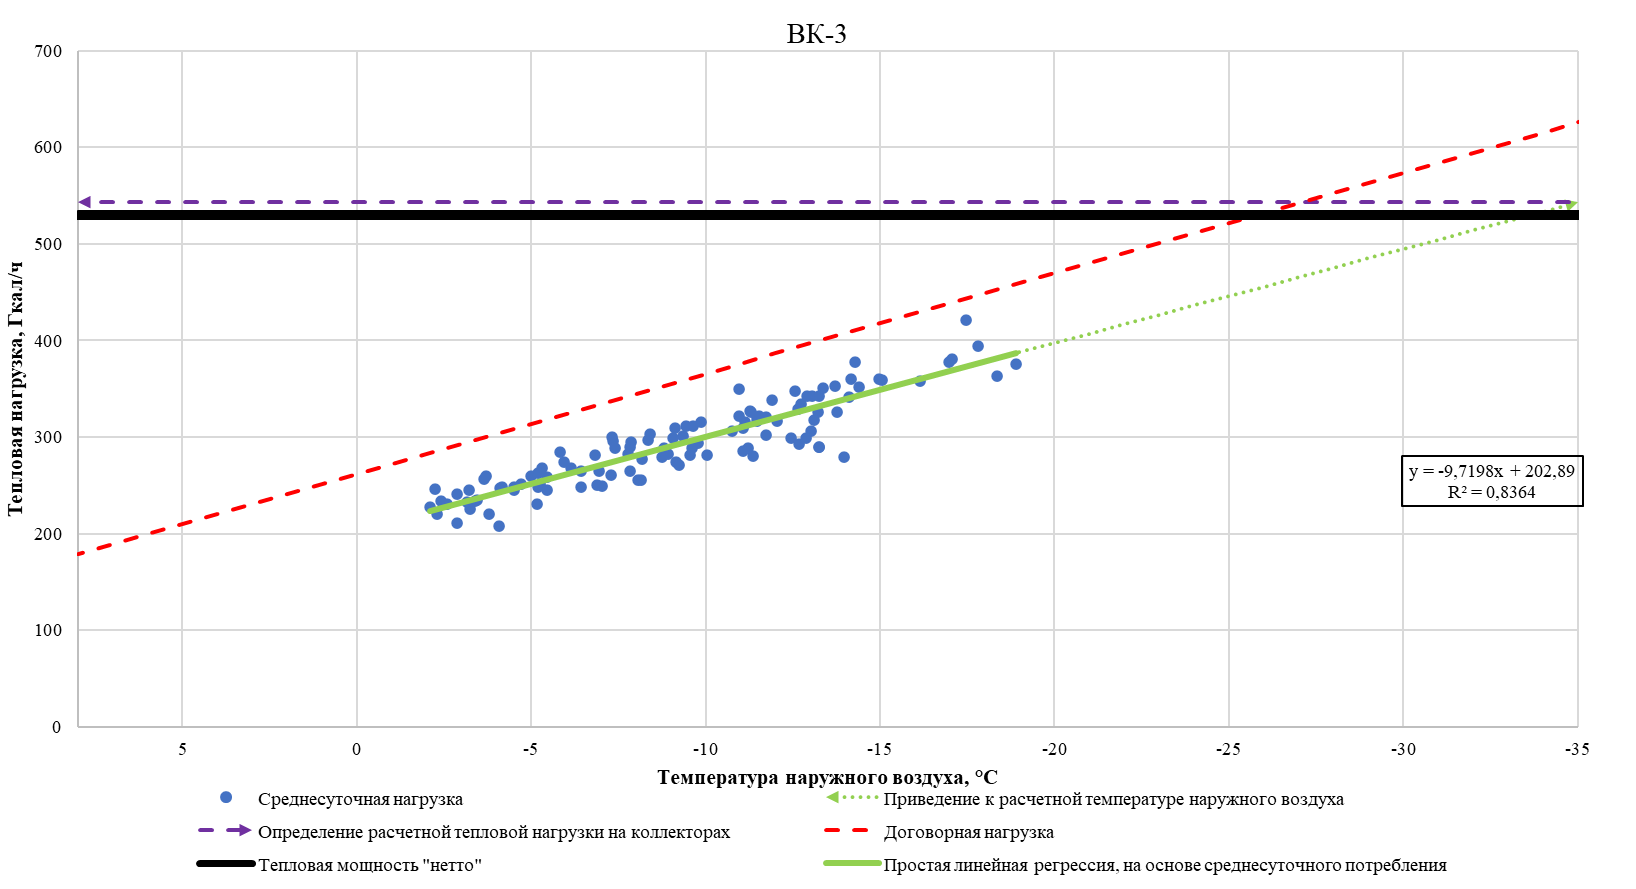 ВК-3
700
600
500
400
300
200
100
0
Тепловая нагрузка, Гкал/ч
y = -9,7198x + 202,89
R² = 0,8364
5 0 -5 -10 -15 -20 -25 -30 -35
Температура наружного воздуха, °С
Среднесуточная нагрузка
Приведение к расчетной температуре наружного воздуха
Определение расчетной тепловой нагрузки на коллекторах
Договорная нагрузка
Тепловая мощность "нетто"
Простая линейная регрессия, на основе среднесуточного потребления